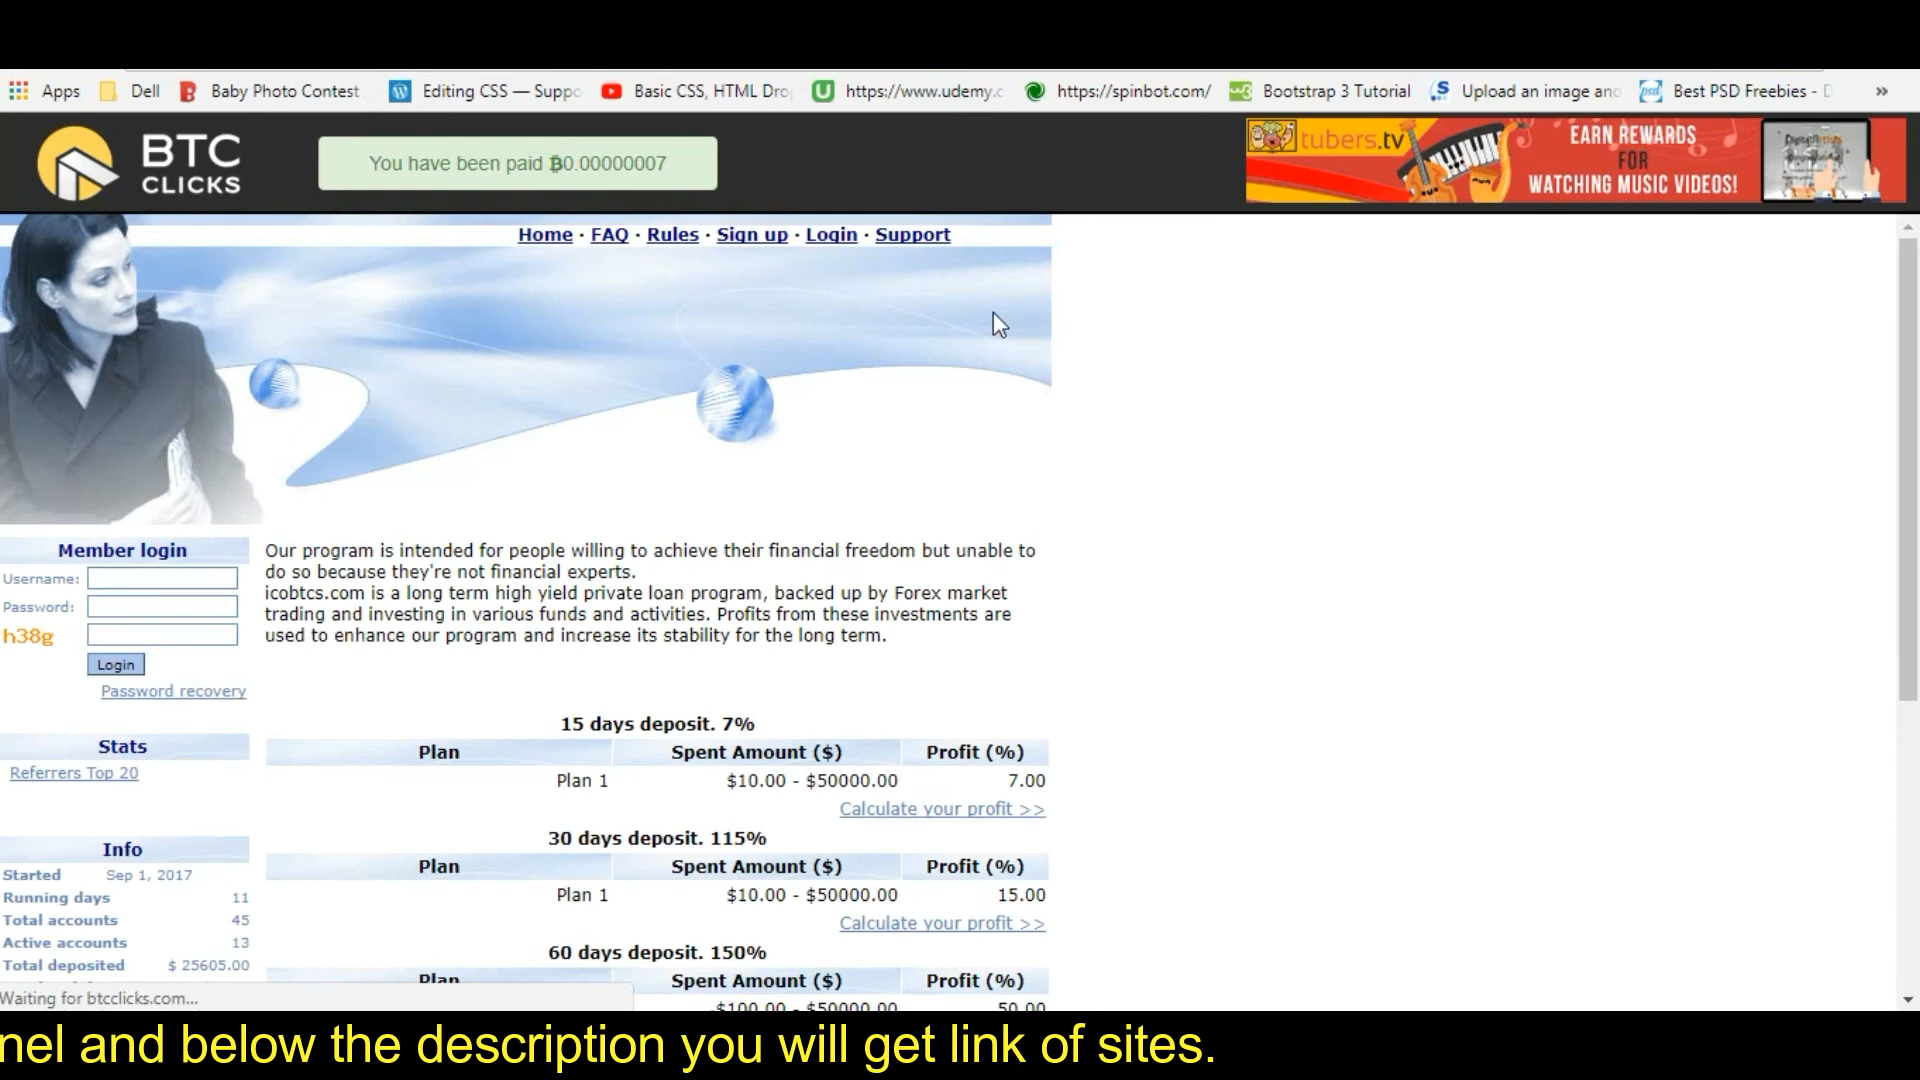 Apps Dell Baby Photo Contest Editing CSS — Suppo Basic CSS, HTML Dro https://www.udemy.c https://spinbot.com/ Bootstrap 3 Tutorial Upload an image and Best PSD Freebies - D »
BTC
CLICKS
You have been paid ₿0.00000007
tubers.tv
EARN REWARDS
FOR
WATCHING MUSIC VIDEOS!
Home · FAQ · Rules · Sign up · Login · Support
Member login
Username:
Password:
h38g
Login
Password recovery
Our program is intended for people willing to achieve their financial freedom but unable to
do so because they're not financial experts.
icobtcs.com is a long term high yield private loan program, backed up by Forex market
trading and investing in various funds and activities. Profits from these investments are
used to enhance our program and increase its stability for the long term.
Stats
Referrers Top 20
Info
Started Sep 1, 2017
Running days 11
Total accounts 45
Active accounts 13
Total deposited $ 25605.00
15 days deposit. 7%
Plan Spent Amount ($) Profit (%)
Plan 1 $10.00 - $50000.00 7.00
Calculate your profit >>
30 days deposit. 115%
Plan Spent Amount ($) Profit (%)
Plan 1 $10.00 - $50000.00 15.00
Calculate your profit >>
60 days deposit. 150%
Plan Spent Amount ($) Profit (%)
$100.00 - $50000.00 50.00
Waiting for btcclicks.com...
nel and below the description you will get link of sites.